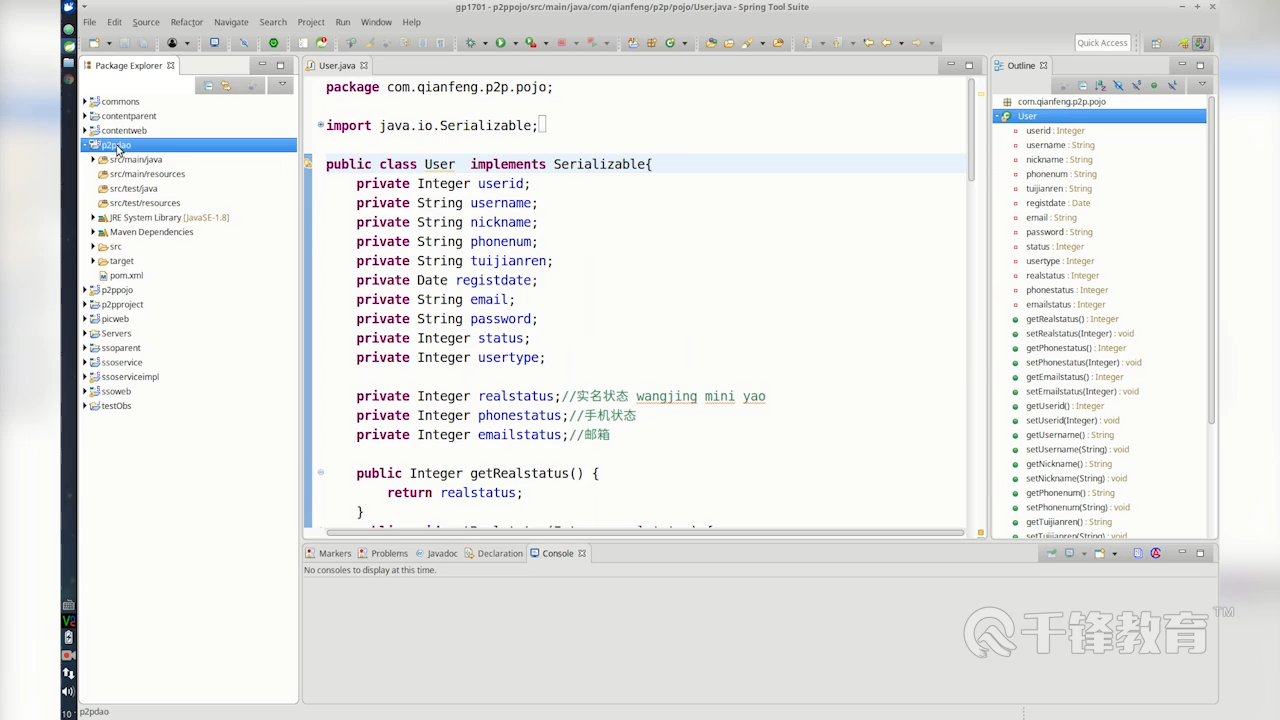 gp1701 - p2ppojo/src/main/java/com/qianfeng/p2p/pojo/User.java - Spring Tool Suite
File Edit Source Refactor Navigate Search Project Run Window Help
Quick Access
Package Explorer
commons
contentparent
contentweb
p2pdao
src/main/java
src/main/resources
src/test/java
src/test/resources
JRE System Library [JavaSE-1.8]
Maven Dependencies
src
target
pom.xml
p2ppojo
p2pproject
picweb
Servers
ssoparent
ssoservice
ssoserviceimpl
ssoweb
testObs
User.java
package com.qianfeng.p2p.pojo;
import java.io.Serializable;
public class User implements Serializable{
private Integer userid;
private String username;
private String nickname;
private String phonenum;
private String tuijianren;
private Date registdate;
private String email;
private String password;
private Integer status;
private Integer usertype;
private Integer realstatus;//实名状态 wangjing mini yao
private Integer phonestatus;//手机状态
private Integer emailstatus;//邮箱
public Integer getRealstatus() {
return realstatus;
}
Outline
com.qianfeng.p2p.pojo
User
userid : Integer
username : String
nickname : String
phonenum : String
tuijianren : String
registdate : Date
email : String
password : String
status : Integer
usertype : Integer
realstatus : Integer
phonestatus : Integer
emailstatus : Integer
getRealstatus() : Integer
setRealstatus(Integer) : void
getPhonestatus() : Integer
setPhonestatus(Integer) : void
getEmailstatus() : Integer
setEmailstatus(Integer) : void
getUserid() : Integer
setUserid(Integer) : void
getUsername() : String
setUsername(String) : void
getNickname() : String
setNickname(String) : void
getPhonenum() : String
setPhonenum(String) : void
getTuijianren() : String
setTuijianren(String) : void
Markers Problems Javadoc Declaration Console
No consoles to display at this time.
千锋教育 TM
p2pdao
10